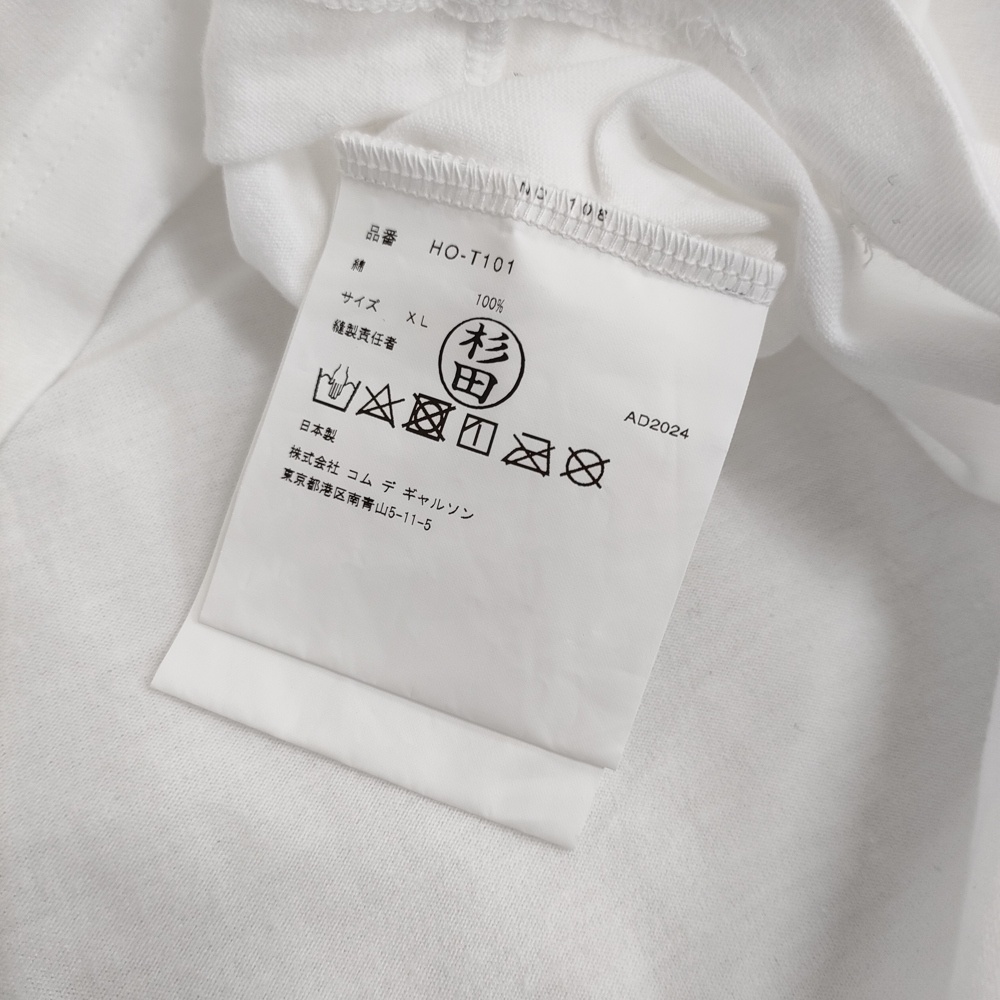 NO 108
品番 HO-T101
綿 100%
サイズ XL
縫製責任者 杉田
AD2024
日本製
株式会社 コム デ ギャルソン
東京都港区南青山5-11-5